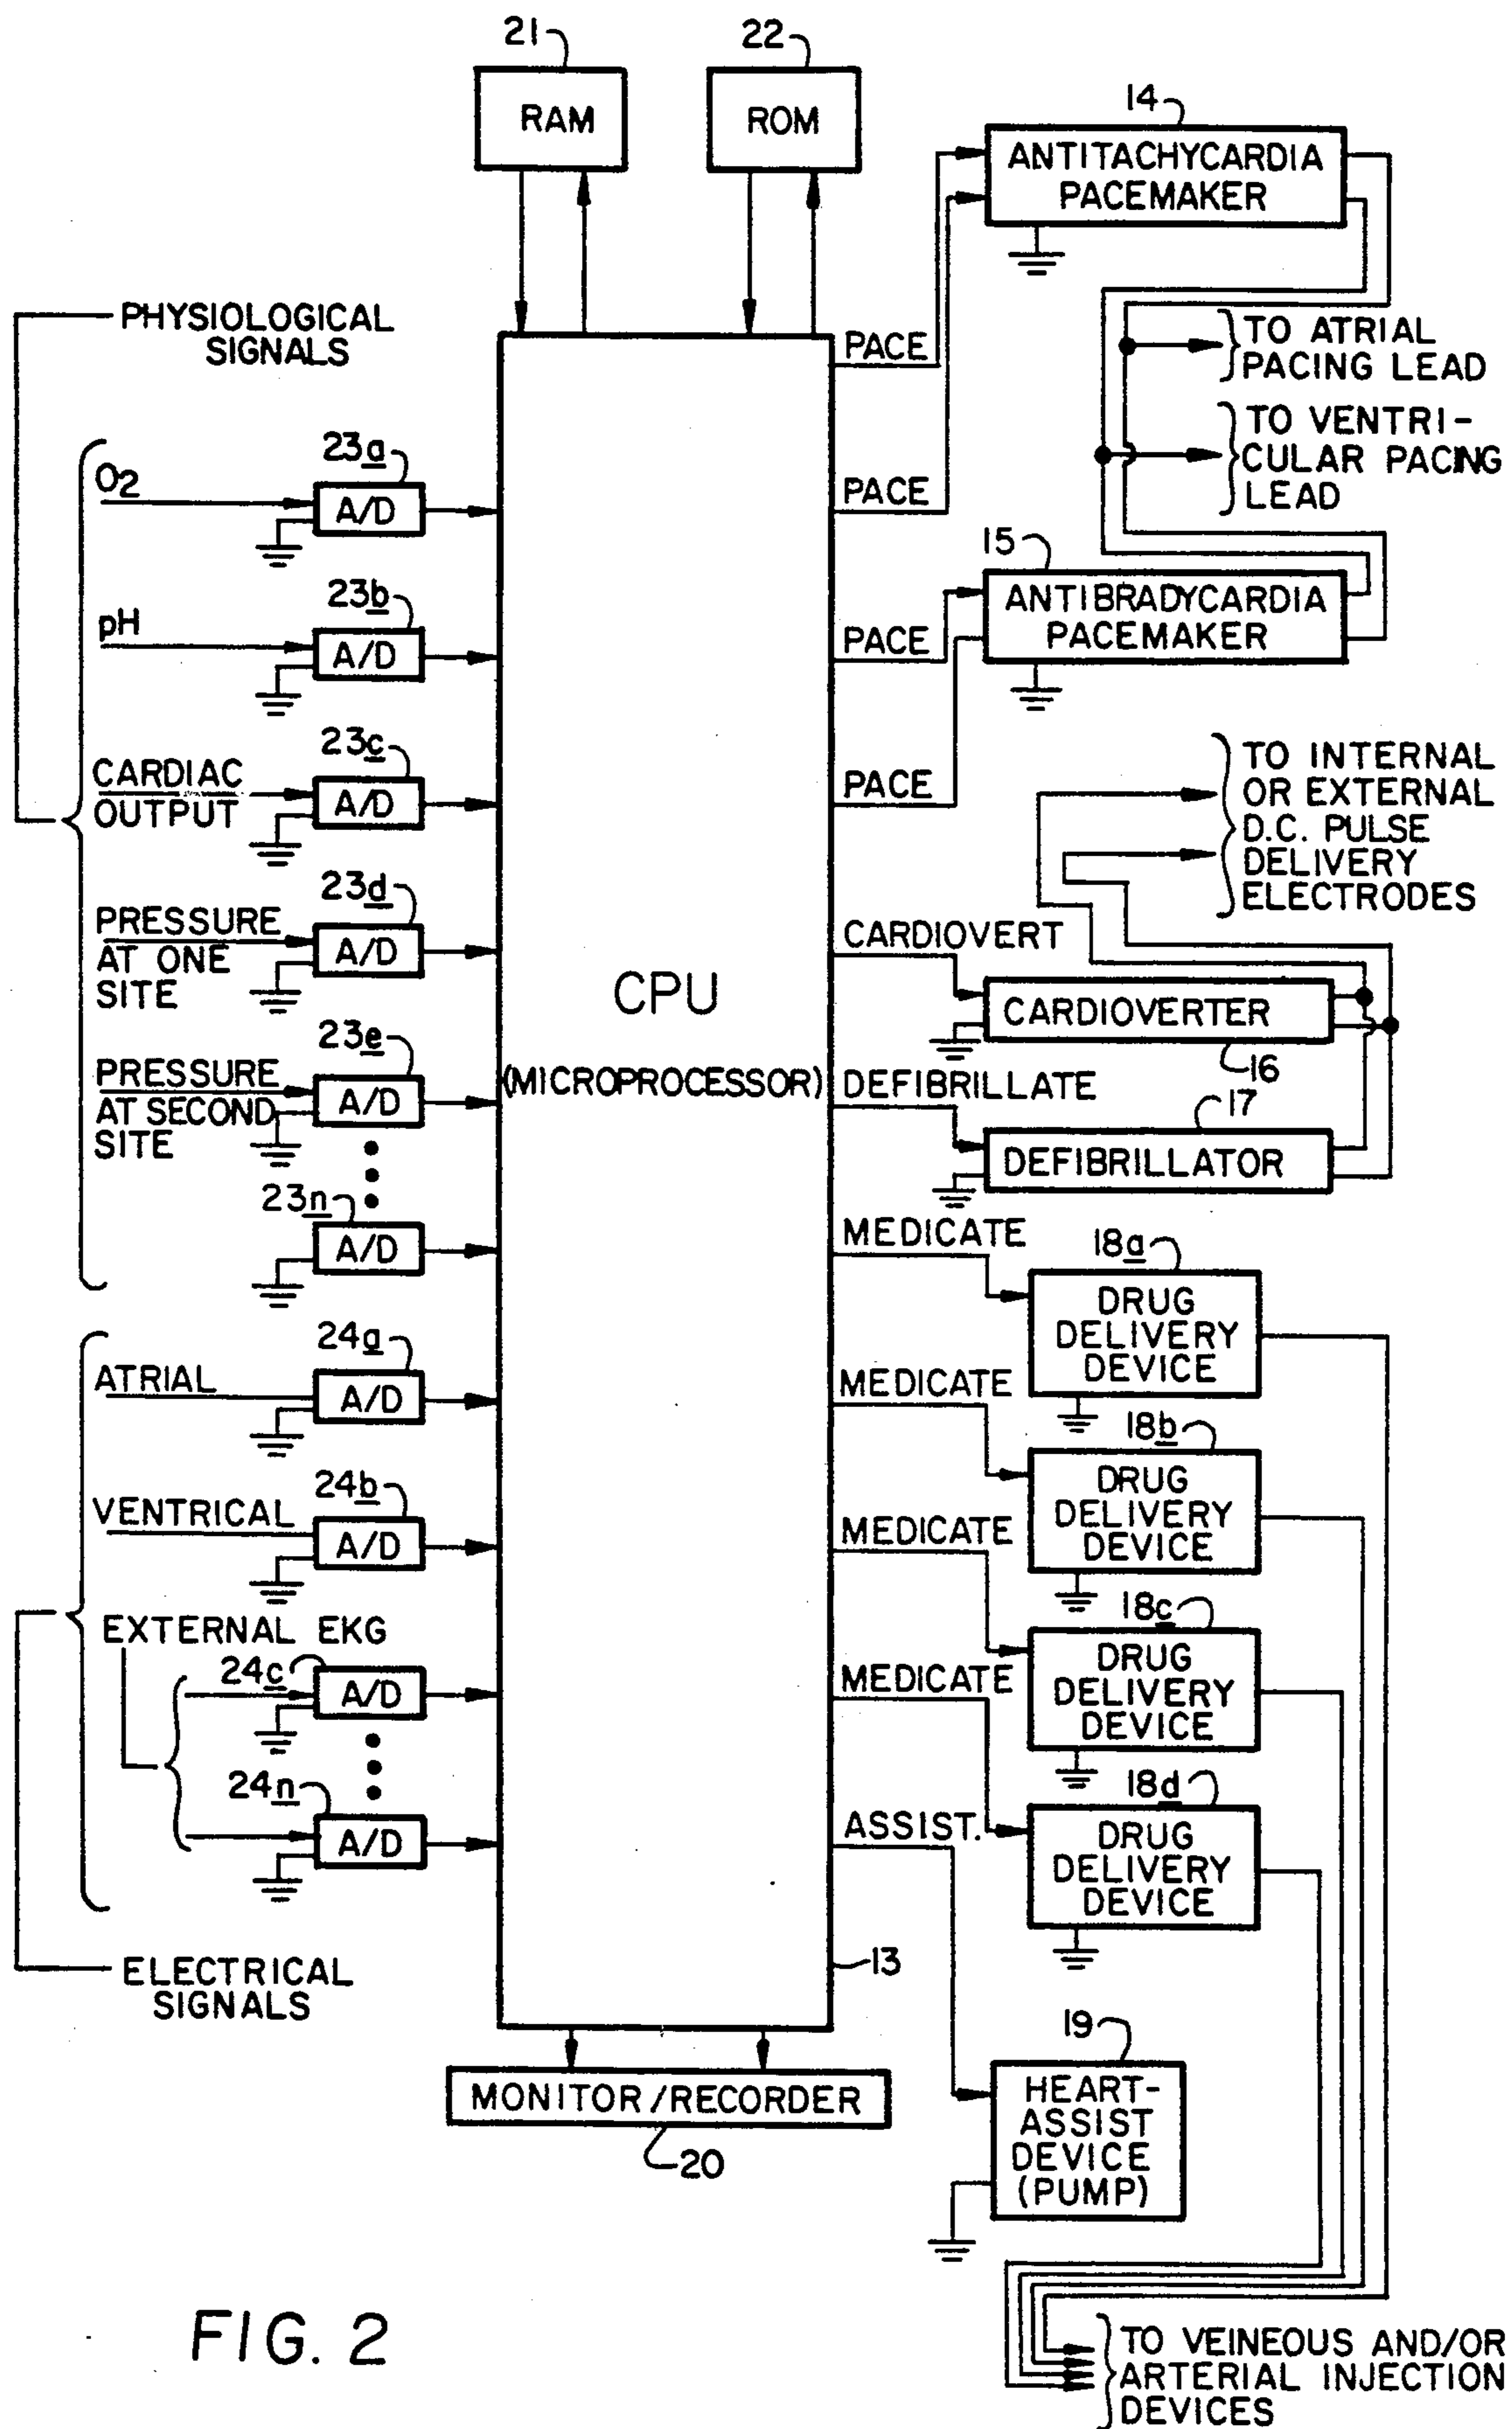 21
22
RAM
ROM
14
ANTITACHYCARDIA
PACEMAKER
PHYSIOLOGICAL
SIGNALS
PACE
TO ATRIAL
PACING LEAD
TO VENTRI-
CULAR PACING
LEAD
O2
23a
A/D
PACE
15
ANTIBRADYCARDIA
PACEMAKER
pH
23b
A/D
PACE
CARDIAC
OUTPUT
23c
A/D
PACE
TO INTERNAL
OR EXTERNAL
D.C. PULSE
DELIVERY
ELECTRODES
PRESSURE
AT ONE
SITE
23d
A/D
CPU
(MICROPROCESSOR)
CARDIOVERT
CARDIOVERTER
16
PRESSURE
AT SECOND
SITE
23e
A/D
DEFIBRILLATE
17
DEFIBRILLATOR
23n
A/D
MEDICATE
18a
DRUG
DELIVERY
DEVICE
ATRIAL
24a
A/D
MEDICATE
18b
DRUG
DELIVERY
DEVICE
VENTRICAL
24b
A/D
MEDICATE
18c
DRUG
DELIVERY
DEVICE
EXTERNAL EKG
24c
A/D
MEDICATE
18d
DRUG
DELIVERY
DEVICE
24n
A/D
ASSIST.
13
ELECTRICAL
SIGNALS
MONITOR/RECORDER
20
19
HEART-
ASSIST
DEVICE
(PUMP)
TO VEINEOUS AND/OR
ARTERIAL INJECTION
DEVICES
FIG. 2